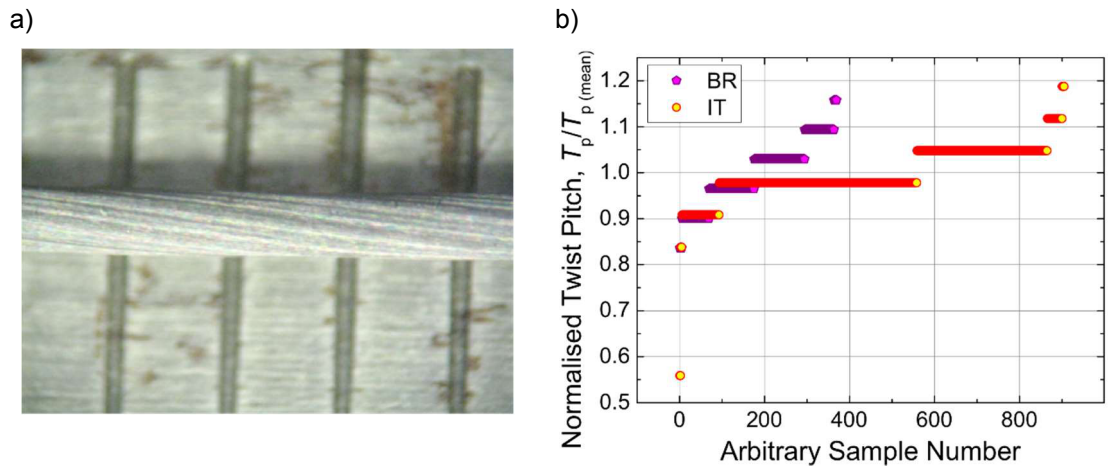 a)
b)
Normalised Twist Pitch, Tp/Tp (mean)
1.2
1.1
1.0
0.9
0.8
0.7
0.6
0.5
BR
IT
0 200 400 600 800
Arbitrary Sample Number